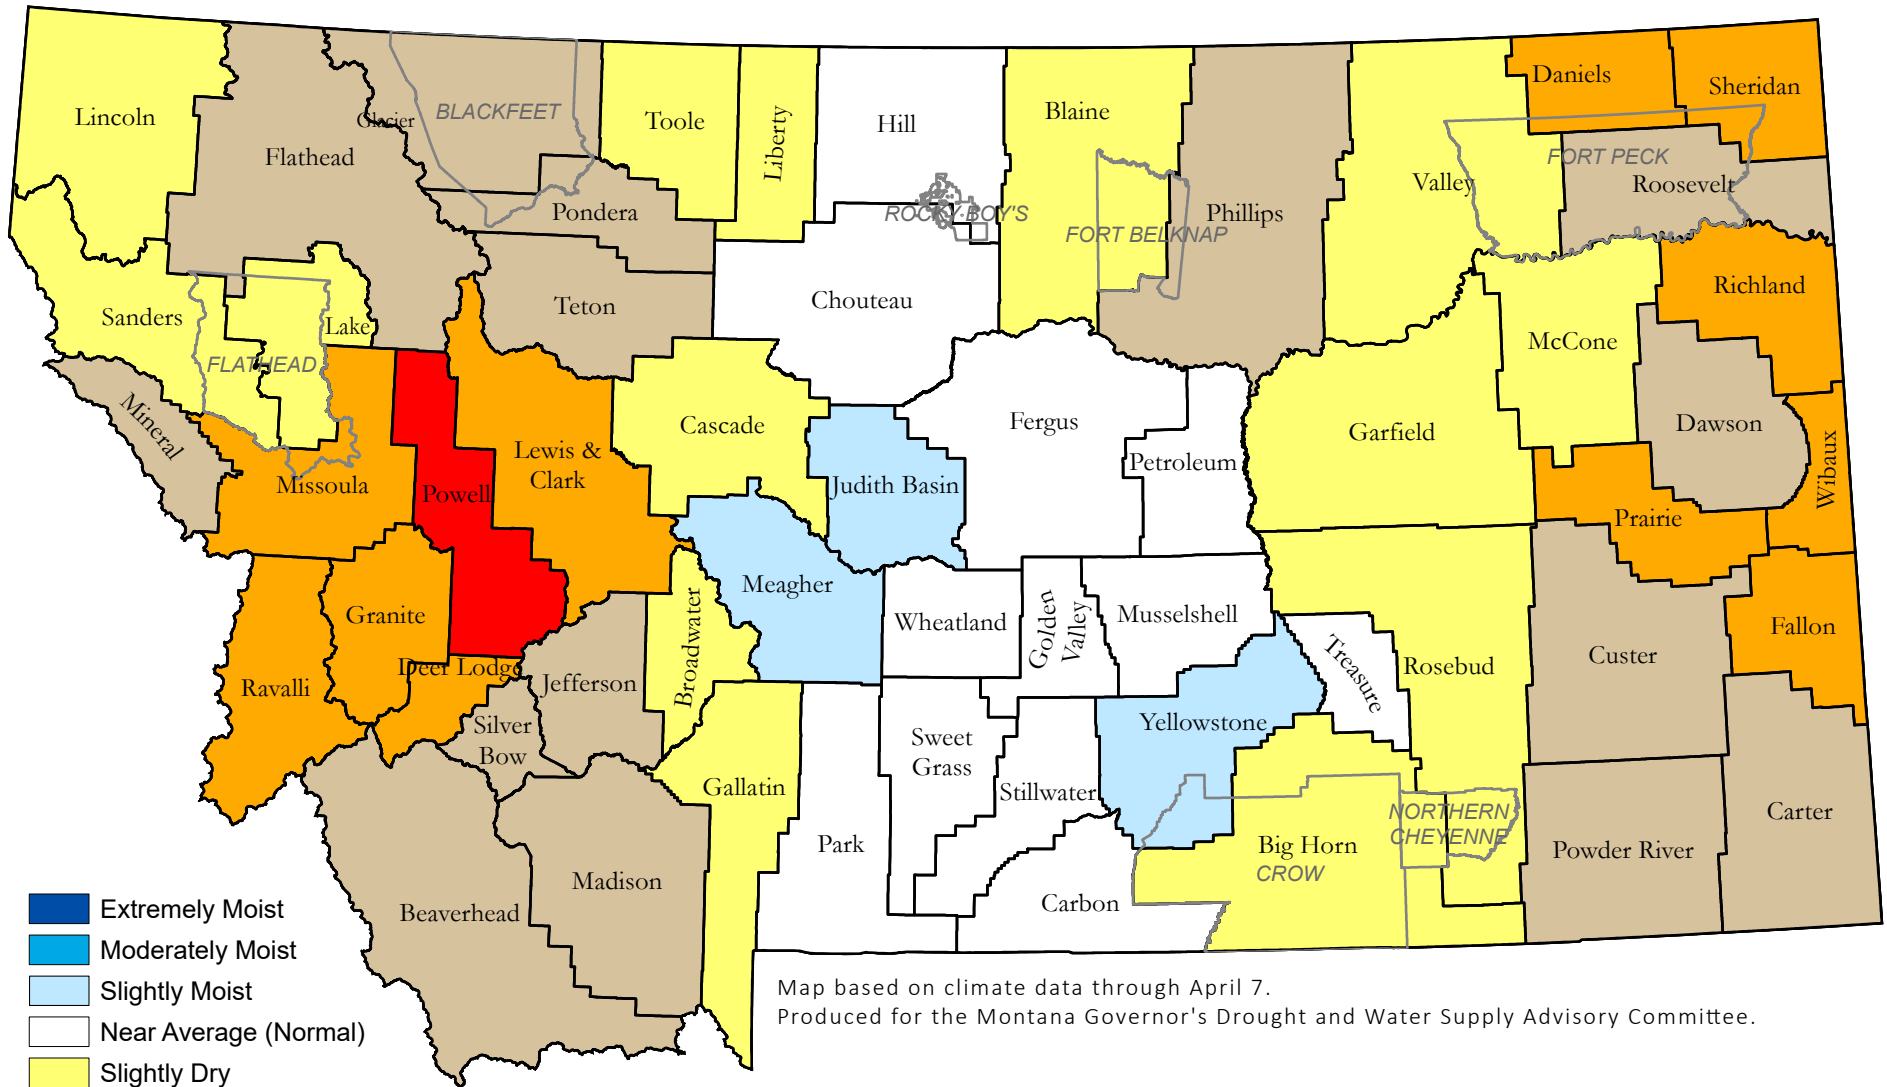 Lincoln
Flathead
Glacier
BLACKFEET
Toole
Liberty
Hill
Blaine
Phillips
Valley
Daniels
Sheridan
FORT PECK
Roosevelt
Pondera
ROCKY BOY'S
FORT BELKNAP
Sanders
Lake
FLATHEAD
Teton
Chouteau
Richland
McCone
Mineral
Missoula
Powell
Lewis &
Clark
Cascade
Judith Basin
Fergus
Petroleum
Garfield
Dawson
Wibaux
Prairie
Meagher
Granite
Ravalli
Deer Lodge
Silver
Bow
Jefferson
Broadwater
Wheatland
Golden
Valley
Musselshell
Treasure
Rosebud
Custer
Fallon
Yellowstone
Sweet
Grass
Stillwater
Gallatin
Park
Madison
Beaverhead
Carbon
Big Horn
CROW
NORTHERN
CHEYENNE
Powder River
Carter
Extremely Moist
Moderately Moist
Slightly Moist
Near Average (Normal)
Slightly Dry
Map based on climate data through April 7.
Produced for the Montana Governor's Drought and Water Supply Advisory Committee.